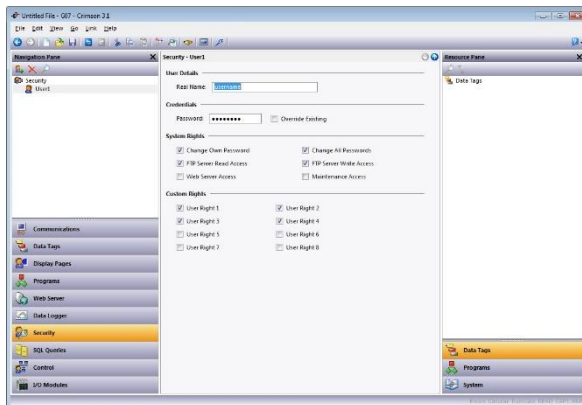 Untitled File - G07 - Crimson 3.1
File Edit View Go Link Help
Navigation Pane
Security
User1
Communications
Data Tags
Display Pages
Programs
Web Server
Data Logger
Security
SQL Queries
Control
I/O Modules
Security - User1
User Details
Real Name: username
Credentials
Password: ●●●●●●●● Override Existing
System Rights
Change Own Password Change All Passwords
FTP Server Read Access FTP Server Write Access
Web Server Access Maintenance Access
Custom Rights
User Right 1 User Right 2
User Right 3 User Right 4
User Right 5 User Right 6
User Right 7 User Right 8
Resource Pane
Data Tags
Data Tags
Programs
System